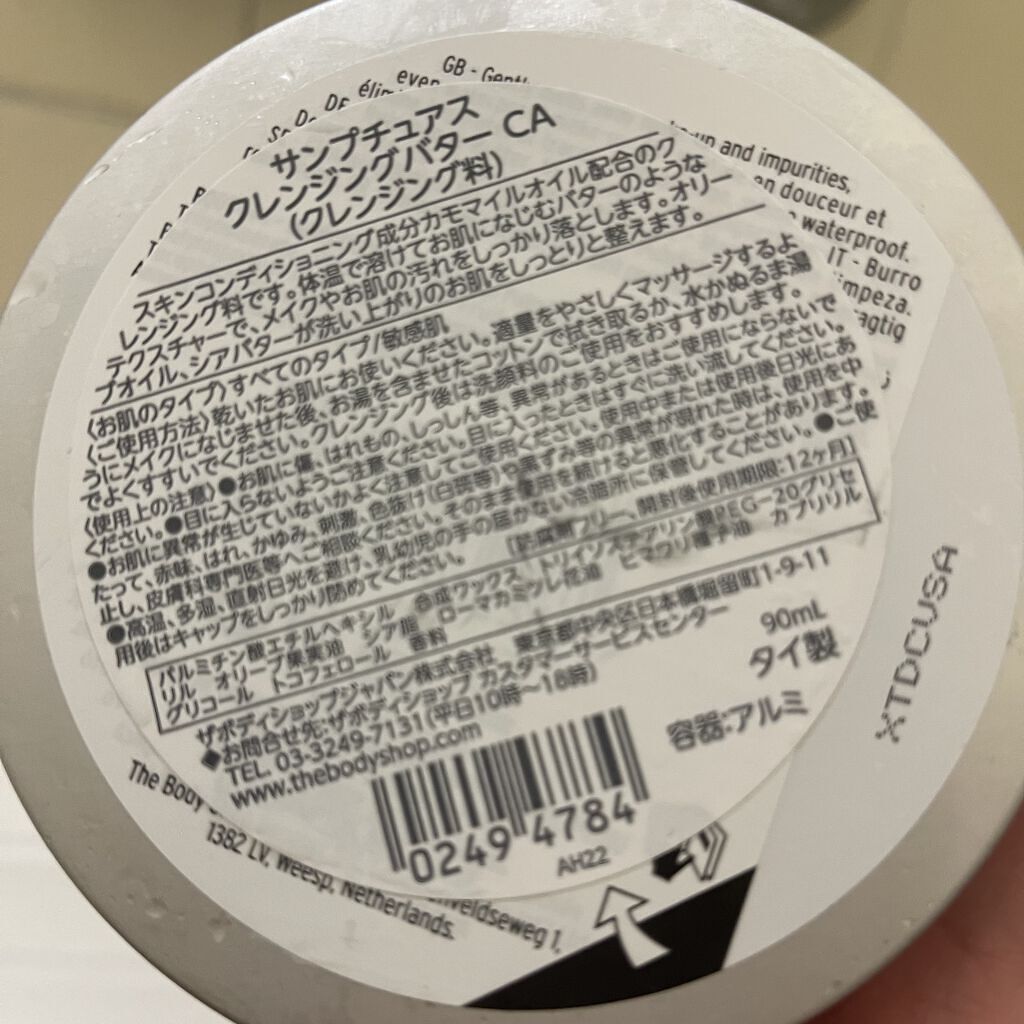 GB - Gentl
サンプチュアス
クレンジングバター CA
(クレンジング料)
スキンコンディショニング成分カモマイルオイル配合のク
レンジング料です。体温で溶けてお肌になじむバターのような
テクスチャーで、メイクやお肌の汚れをしっかり落とします。オリー
ブオイル、シアバターが洗い上がりのお肌をしっとりと整えます。
〈お肌のタイプ〉すべてのタイプ/敏感肌
〈ご使用方法〉乾いたお肌にお使いください。適量をやさしくマッサージするよ
うにメイクになじませた後、お湯を含ませたコットンで拭き取るか、水かぬるま湯
でよくすすいでください。クレンジング後は洗顔料のご使用をおすすめします。
〈使用上の注意〉●お肌に傷、はれもの、しっしん等、異常があるときはご使用にならないで
ください。●目に入らないようご注意ください。目に入ったときはすぐに洗い流してください。
●お肌に異常が生じていないかよく注意してご使用ください。使用中または使用後日光にあ
たって、赤味、はれ、かゆみ、刺激、色抜け(白斑等)や黒ずみ等の異常が現れた時は、使用を中
止し、皮膚科専門医等へご相談ください。そのまま使用を続けると悪化することがあります。
●高温、多湿、直射日光を避け、乳幼児の手の届かない冷暗所に保管してください。●ご使
用後はキャップをしっかり閉めてください。
[防腐剤フリー、開封後使用期限:12ヶ月]
パルミチン酸エチルヘキシル 合成ワックス トリイソステアリン酸PEG-20グリセ
リル オリーブ果実油 シア脂 ローマカミツレ花油 ヒマワリ種子油 カプリリル
グリコール トコフェロール 香料
ザボディショップジャパン株式会社 東京都中央区日本橋堀留町1-9-11
◆お問合せ先:ザボディショップ カスタマーサービスセンター
TEL. 03-3249-7131(平日10時～18時)
www.thebodyshop.com
90mL
タイ製
容器:アルミ
0249 4784
AH22
up and impurities,
en douceur et
waterproof.
IT - Burro
impeza.
XTDCUSA
The Body
1382 LV, Weesp, Netherlands.